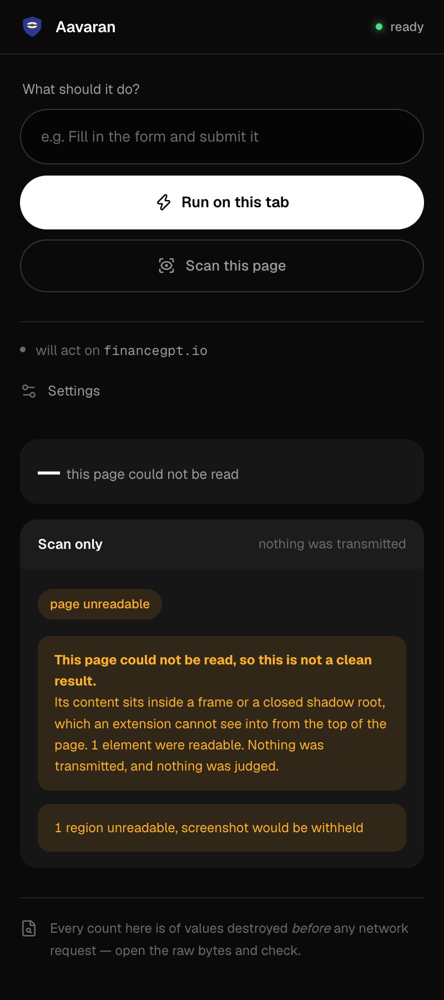 Aavaran
ready
What should it do?
e.g. Fill in the form and submit it
Run on this tab
Scan this page
will act on financegpt.io
Settings
— this page could not be read
Scan only
nothing was transmitted
page unreadable
This page could not be read, so this is not a clean
result.
Its content sits inside a frame or a closed shadow root,
which an extension cannot see into from the top of the
page. 1 element were readable. Nothing was
transmitted, and nothing was judged.
1 region unreadable, screenshot would be withheld
Every count here is of values destroyed before any network
request — open the raw bytes and check.